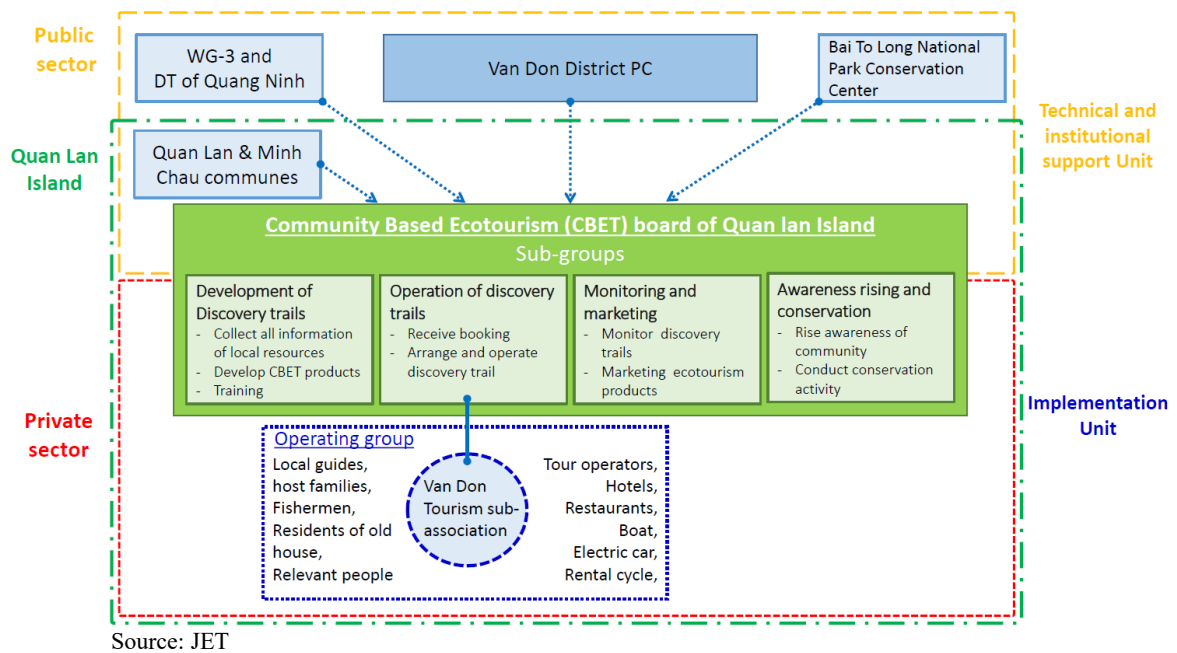 Public
sector
WG-3 and
DT of Quang Ninh
Van Don District PC
Bai To Long National
Park Conservation
Center
Technical and
institutional
support Unit
Quan Lan
Island
Quan Lan & Minh
Chau communes
Community Based Ecotourism (CBET) board of Quan lan Island
Sub-groups
Development of
Discovery trails
- Collect all information
of local resources
- Develop CBET products
- Training
Operation of discovery
trails
- Receive booking
- Arrange and operate
discovery trail
Monitoring and
marketing
- Monitor discovery
trails
- Marketing ecotourism
products
Awareness rising and
conservation
- Rise awareness of
community
- Conduct conservation
activity
Private
sector
Implementation
Unit
Operating group
Local guides,
host families,
Fishermen,
Residents of old
house,
Relevant people
Van Don
Tourism sub-
association
Tour operators,
Hotels,
Restaurants,
Boat,
Electric car,
Rental cycle,
Source: JET